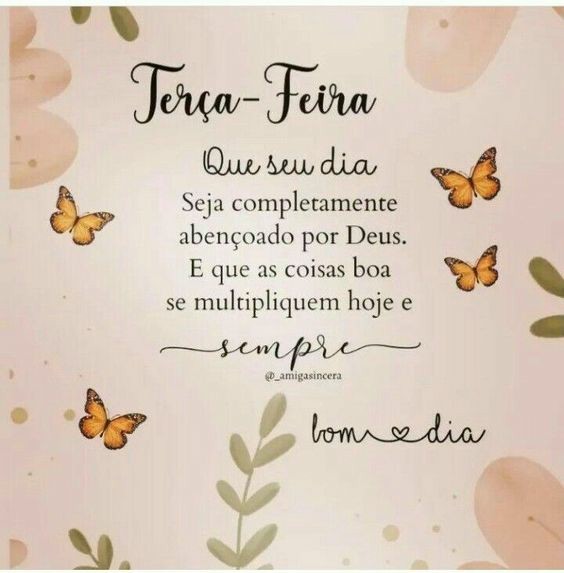 Terça-Feira
Que seu dia
Seja completamente
abençoado por Deus.
E que as coisas boa
se multipliquem hoje e
sempre
@_amigasincera
bom dia